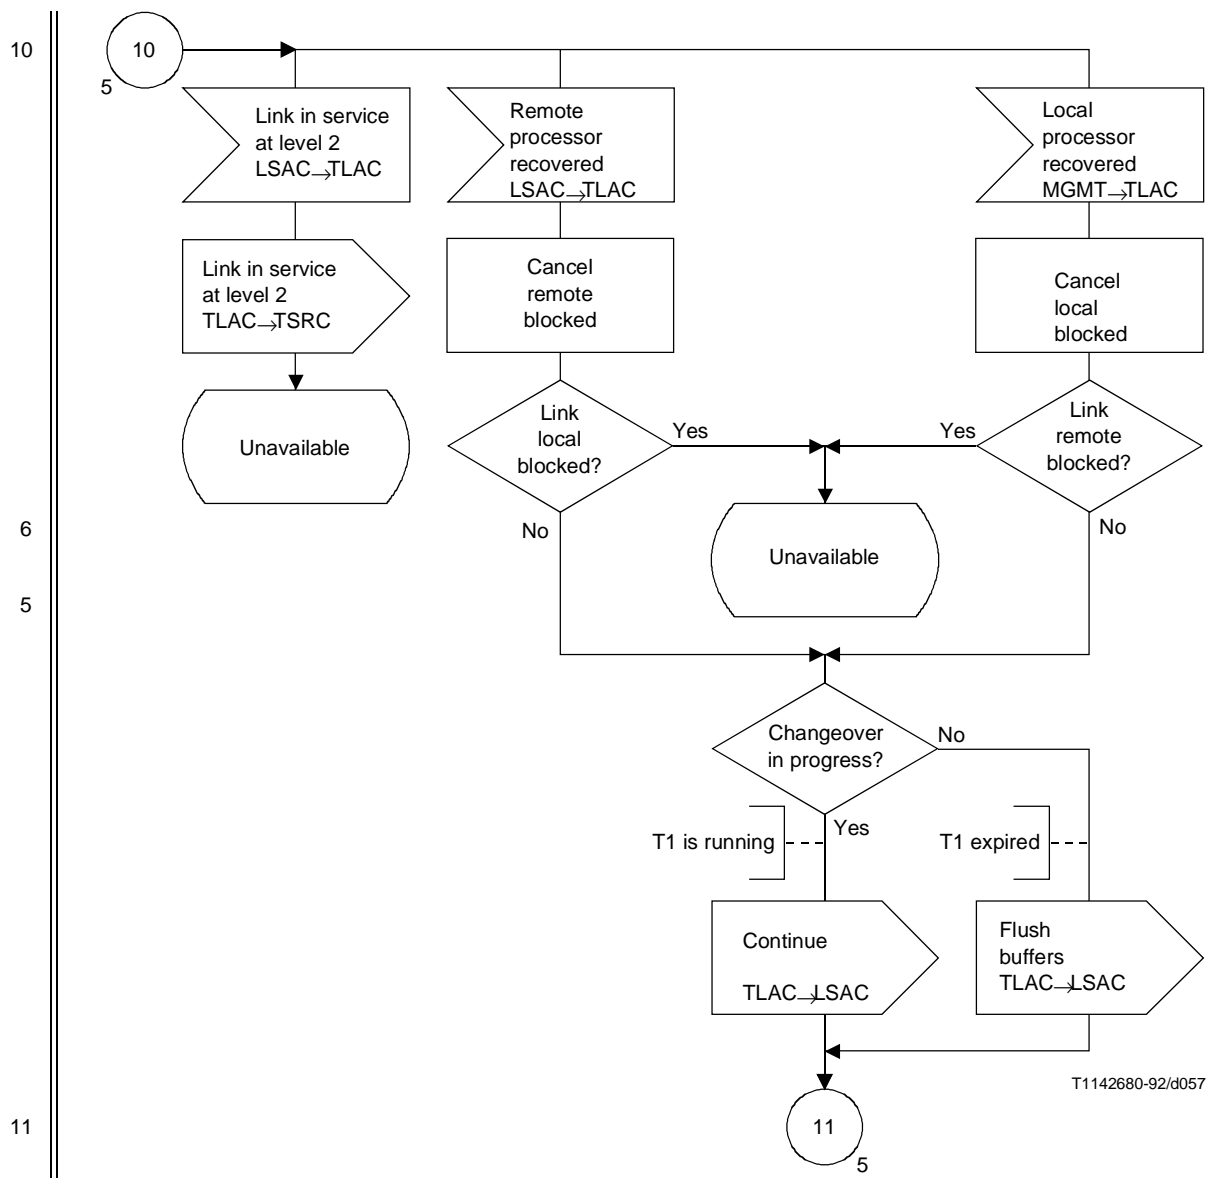 10
10
5
Link in service
at level 2
LSAC→TLAC
Remote
processor
recovered
LSAC→TLAC
Local
processor
recovered
MGMT→TLAC
Link in service
at level 2
TLAC→TSRC
Cancel
remote
blocked
Cancel
local
blocked
Unavailable
Link
local
blocked?
Yes
Yes
Link
remote
blocked?
6
No
Unavailable
No
5
Changeover
in progress?
No
Yes
T1 is running
T1 expired
Continue
TLAC→LSAC
Flush
buffers
TLAC→LSAC
T1142680-92/d057
11
11
5